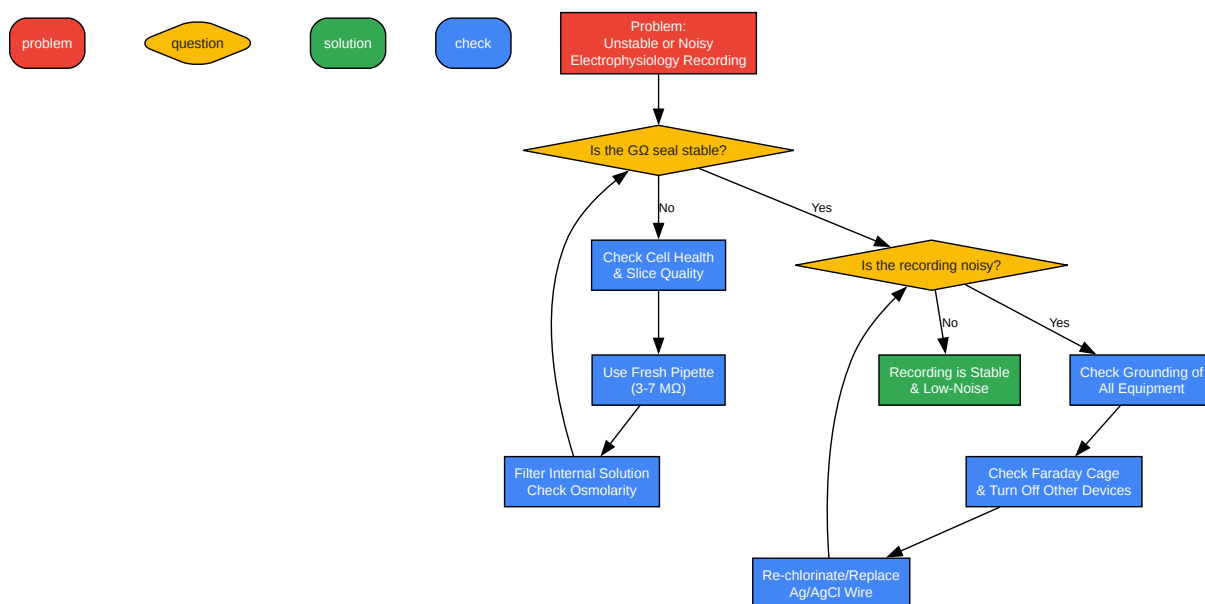 problem
question
solution
check
Problem:
Unstable or Noisy
Electrophysiology Recording
Is the GΩ seal stable?
No
Yes
Check Cell Health
& Slice Quality
Is the recording noisy?
No
Yes
Use Fresh Pipette
(3-7 MΩ)
Recording is Stable
& Low-Noise
Check Grounding of
All Equipment
Filter Internal Solution
Check Osmolarity
Check Faraday Cage
& Turn Off Other Devices
Re-chlorinate/Replace
Ag/AgCl Wire